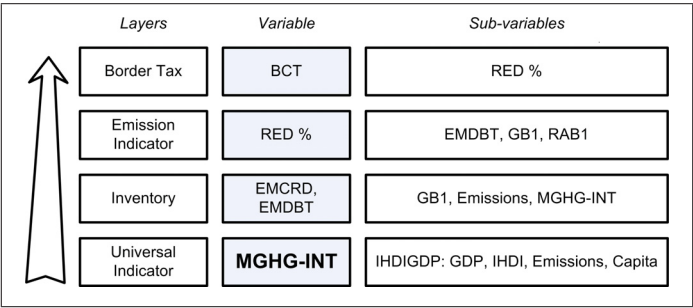 Layers Variable Sub-variables
Border Tax BCT RED %
Emission
Indicator RED % EMDBT, GB1, RAB1
Inventory EMCRD,
EMDBT GB1, Emissions, MGHG-INT
Universal
Indicator MGHG-INT IHDIGDP: GDP, IHDI, Emissions, Capita